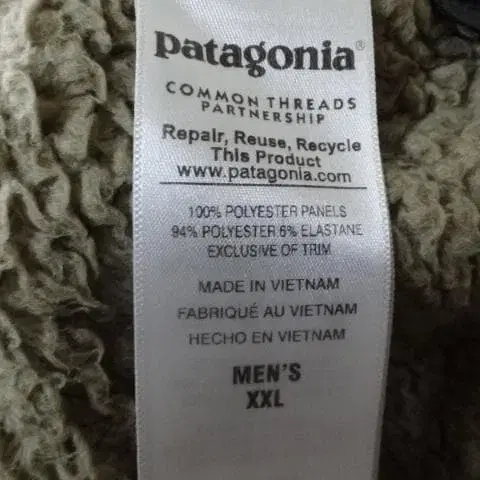 patagonia®
COMMON THREADS
PARTNERSHIP
Repair, Reuse, Recycle
This Product
www.patagonia.com
100% POLYESTER PANELS
94% POLYESTER 6% ELASTANE
EXCLUSIVE OF TRIM
MADE IN VIETNAM
FABRIQUÉ AU VIETNAM
HECHO EN VIETNAM
MEN'S
XXL